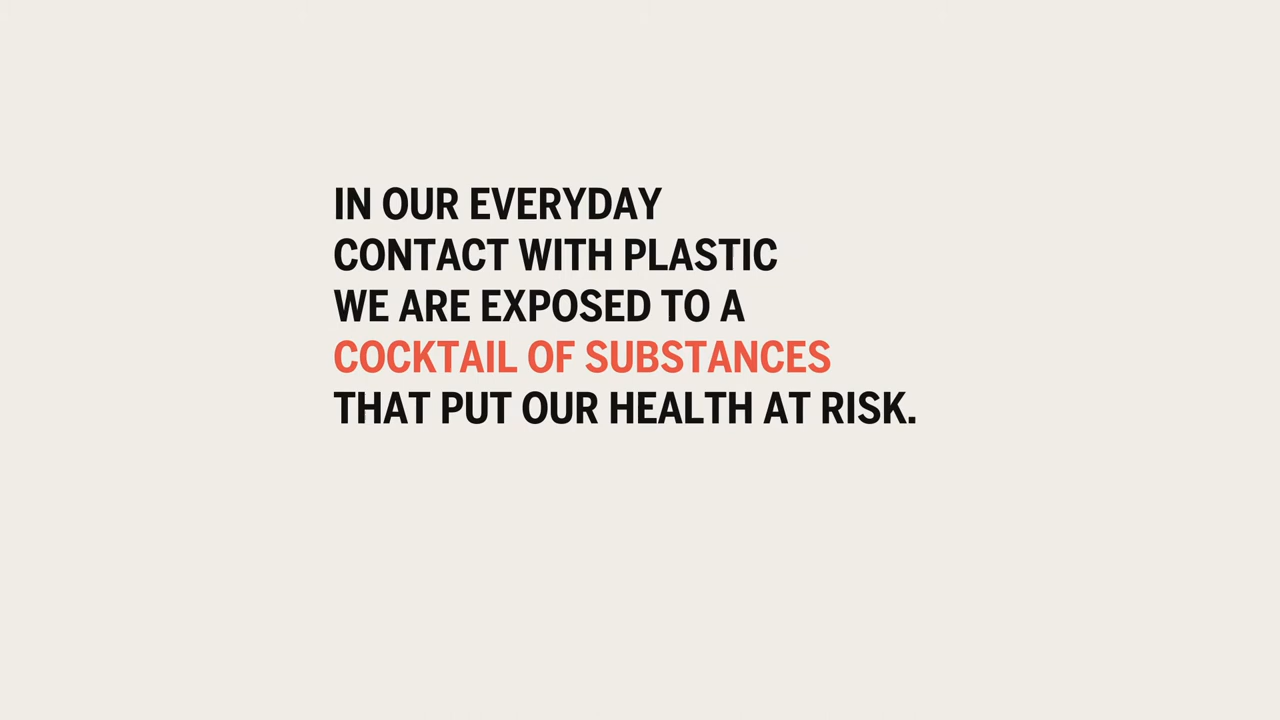 IN OUR EVERYDAY
CONTACT WITH PLASTIC
WE ARE EXPOSED TO A
COCKTAIL OF SUBSTANCES
THAT PUT OUR HEALTH AT RISK.